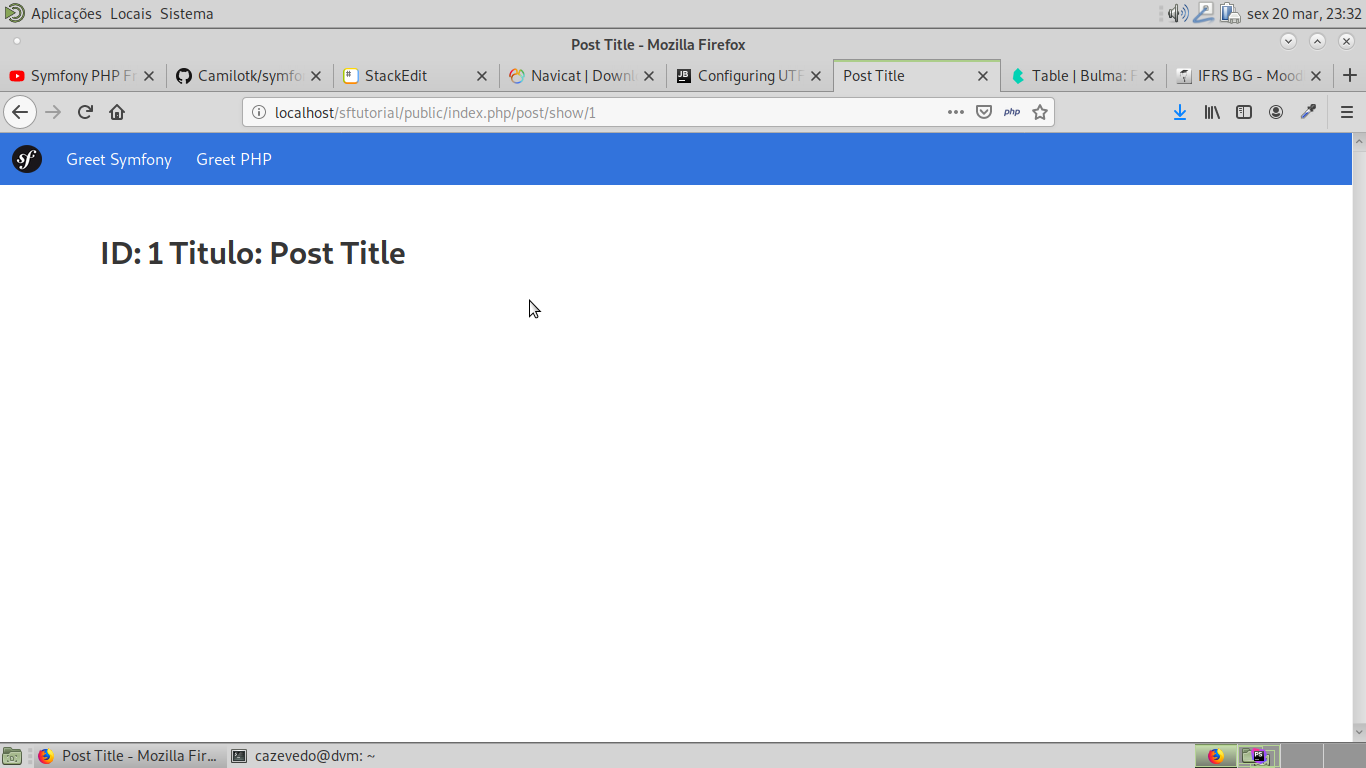 Aplicações Locais Sistema sex 20 mar, 23:32
Post Title - Mozilla Firefox
Symfony PHP Fr Camilotk/symfo StackEdit Navicat | Downl Configuring UTF Post Title Table | Bulma: F IFRS BG - Mood
localhost/sftutorial/public/index.php/post/show/1 php
sf Greet Symfony Greet PHP
ID: 1 Titulo: Post Title
Post Title - Mozilla Fir... cazevedo@dvm: ~